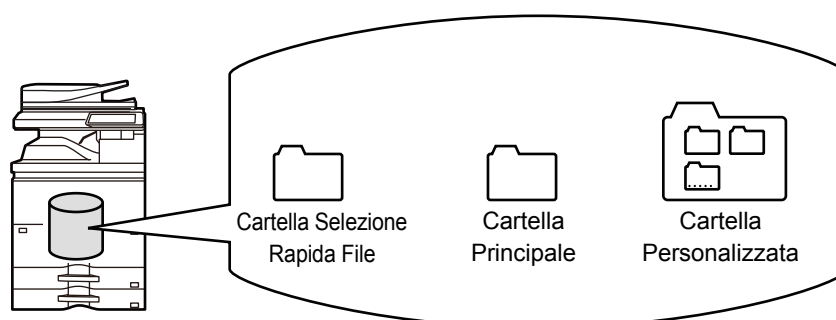 Cartella Selezione
Rapida File
Cartella
Principale
Cartella
Personalizzata